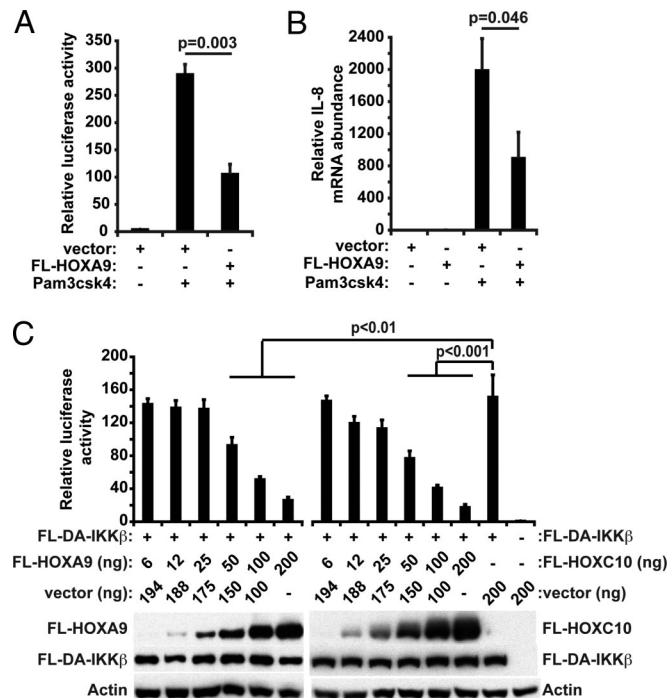 A
p=0.003
Relative luciferase activity
350
300
250
200
150
100
50
0
vector: + + -
FL-HOXA9: - - +
Pam3csk4: - + +
B
p=0.046
Relative IL-8
mRNA abundance
2400
2000
1600
1200
800
400
0
vector: + - + -
FL-HOXA9: - + - +
Pam3csk4: - - + +
C
p<0.01
p<0.001
Relative luciferase
activity
200
160
120
80
40
0
FL-DA-IKKβ: + + + + + + + + + + + + + - :FL-DA-IKKβ
FL-HOXA9 (ng) 6 12 25 50 100 200 6 12 25 50 100 200 - - :FL-HOXC10 (ng)
vector (ng) 194 188 175 150 100 - 194 188 175 150 100 - 200 200 :vector (ng)
FL-HOXA9 FL-HOXC10
FL-DA-IKKβ FL-DA-IKKβ
Actin Actin